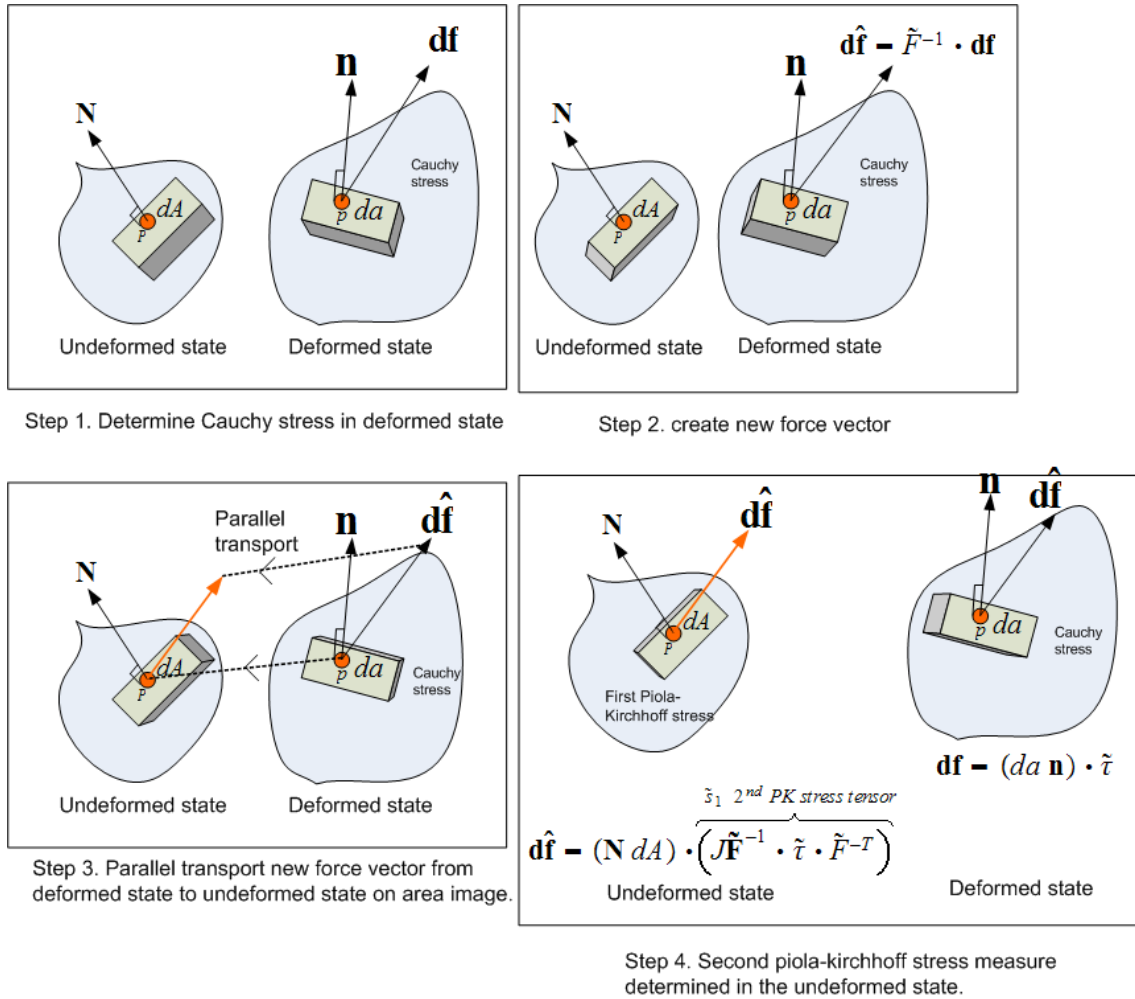 df
n
N
Cauchy
stress
dA
da
P
p
Undeformed state
Deformed state
Step 1. Determine Cauchy stress in deformed state
df̂ = F̃⁻¹ · df
n
N
Cauchy
stress
dA
da
P
p
Undeformed state
Deformed state
Step 2. create new force vector
Parallel
transport
n
df̂
N
dA
da
P
p
Cauchy
stress
Undeformed state
Deformed state
Step 3. Parallel transport new force vector from
deformed state to undeformed state on area image.
n
df̂
df̂
N
dA
da
P
p
Cauchy
stress
First Piola-
Kirchhoff stress
df = (da n) · τ̃
s̃₁ 2ⁿᵈ PK stress tensor
df̂ = (N dA) · (JF̃⁻¹ · τ̃ · F̃⁻ᵀ)
Undeformed state
Deformed state
Step 4. Second piola-kirchhoff stress measure
determined in the undeformed state.